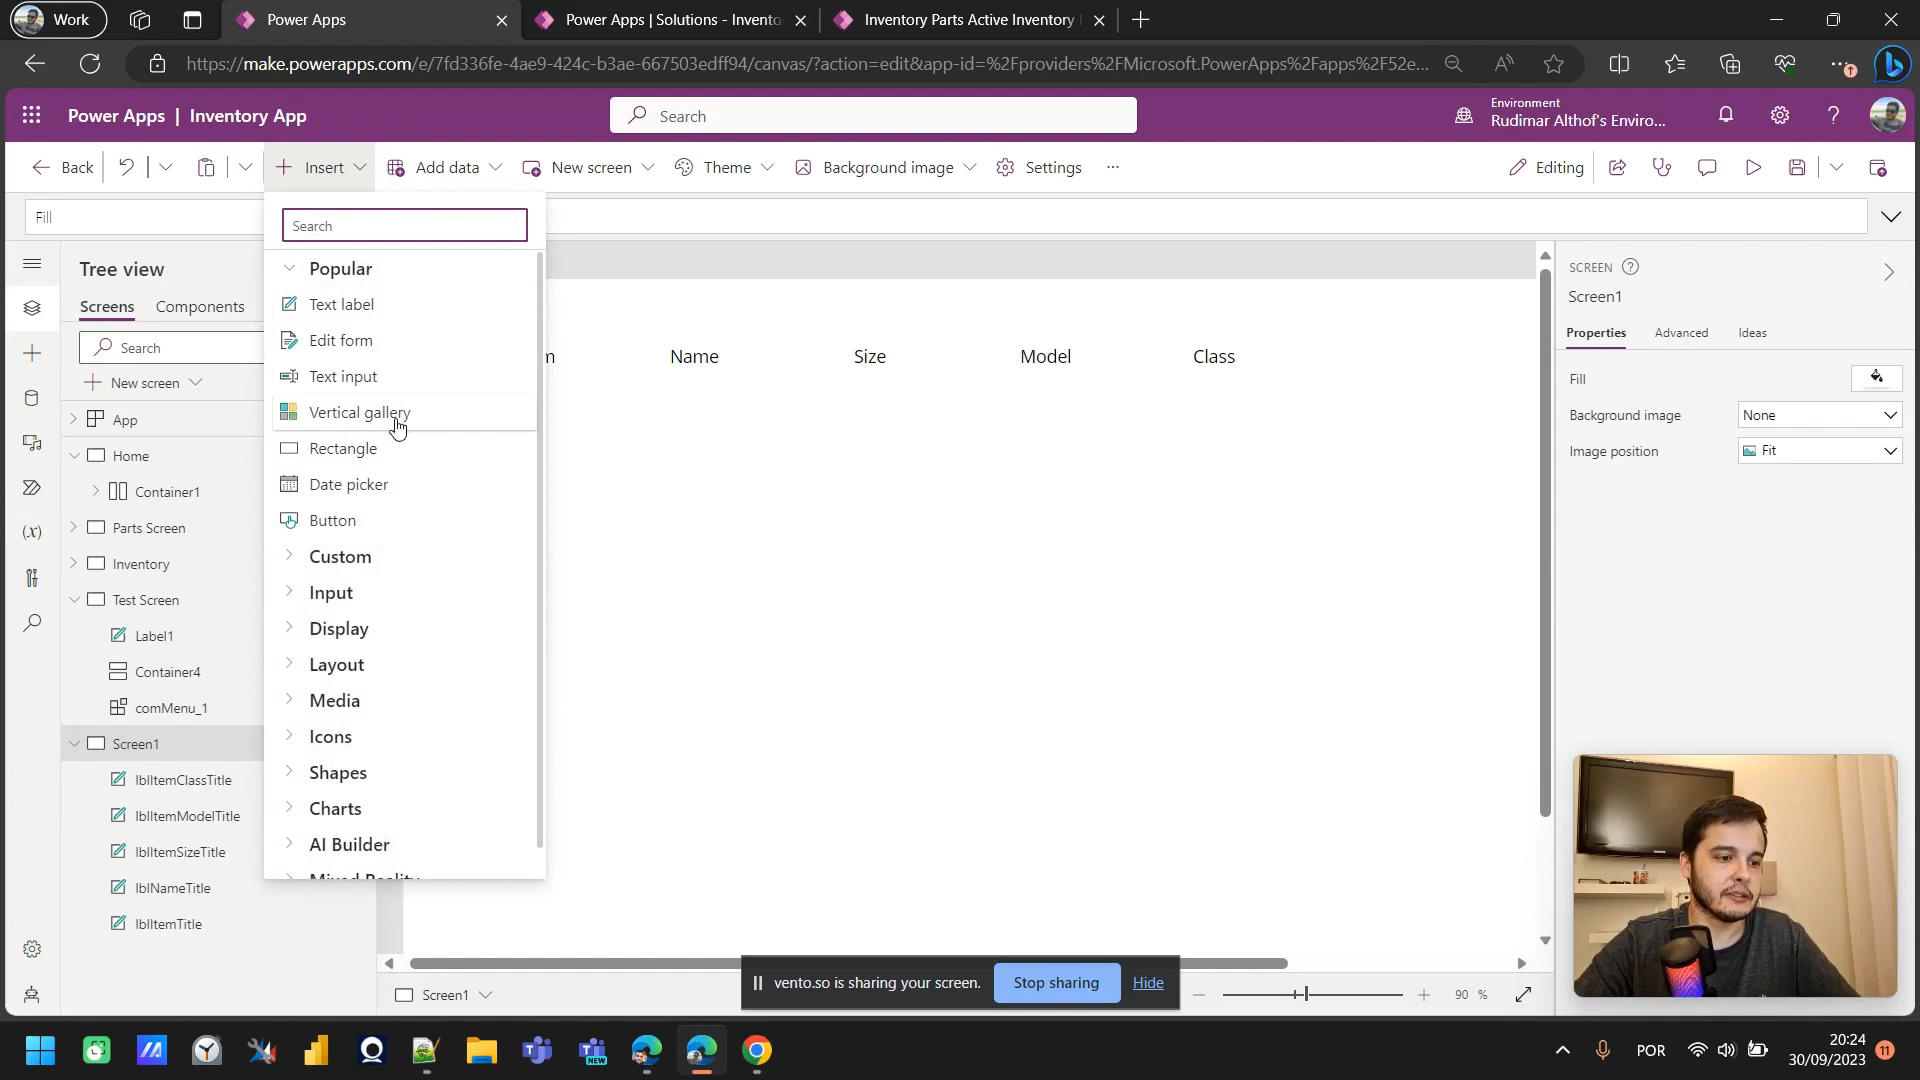 Work
Power Apps
Power Apps | Solutions - Invento
Inventory Parts Active Inventory
https://make.powerapps.com/e/7fd336fe-4ae9-424c-b3ae-667503edff94/canvas/?action=edit&app-id=%2Fproviders%2FMicrosoft.PowerApps%2Fapps%2F52e...
Power Apps | Inventory App
Search
Environment
Rudimar Althof's Enviro...
Back
Insert
Add data
New screen
Theme
Background image
Settings
Editing
Fill
Search
Tree view
Screens
Components
Search
New screen
App
Home
Container1
Parts Screen
Inventory
Test Screen
Label1
Container4
comMenu_1
Screen1
lblItemClassTitle
lblItemModelTitle
lblItemSizeTitle
lblNameTitle
lblItemTitle
Popular
Text label
Edit form
Text input
Vertical gallery
Rectangle
Date picker
Button
Custom
Input
Display
Layout
Media
Icons
Shapes
Charts
AI Builder
Mixed Reality
Name
Size
Model
Class
SCREEN
Screen1
Properties
Advanced
Ideas
Fill
Background image
None
Image position
Fit
Screen1
vento.so is sharing your screen.
Stop sharing
Hide
90 %
NEW
POR
20:24
30/09/2023
11